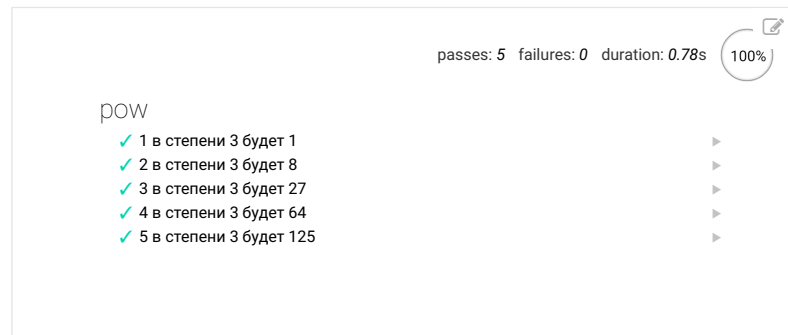 passes: 5 failures: 0 duration: 0.78s 100%
pow
✓ 1 в степени 3 будет 1
✓ 2 в степени 3 будет 8
✓ 3 в степени 3 будет 27
✓ 4 в степени 3 будет 64
✓ 5 в степени 3 будет 125